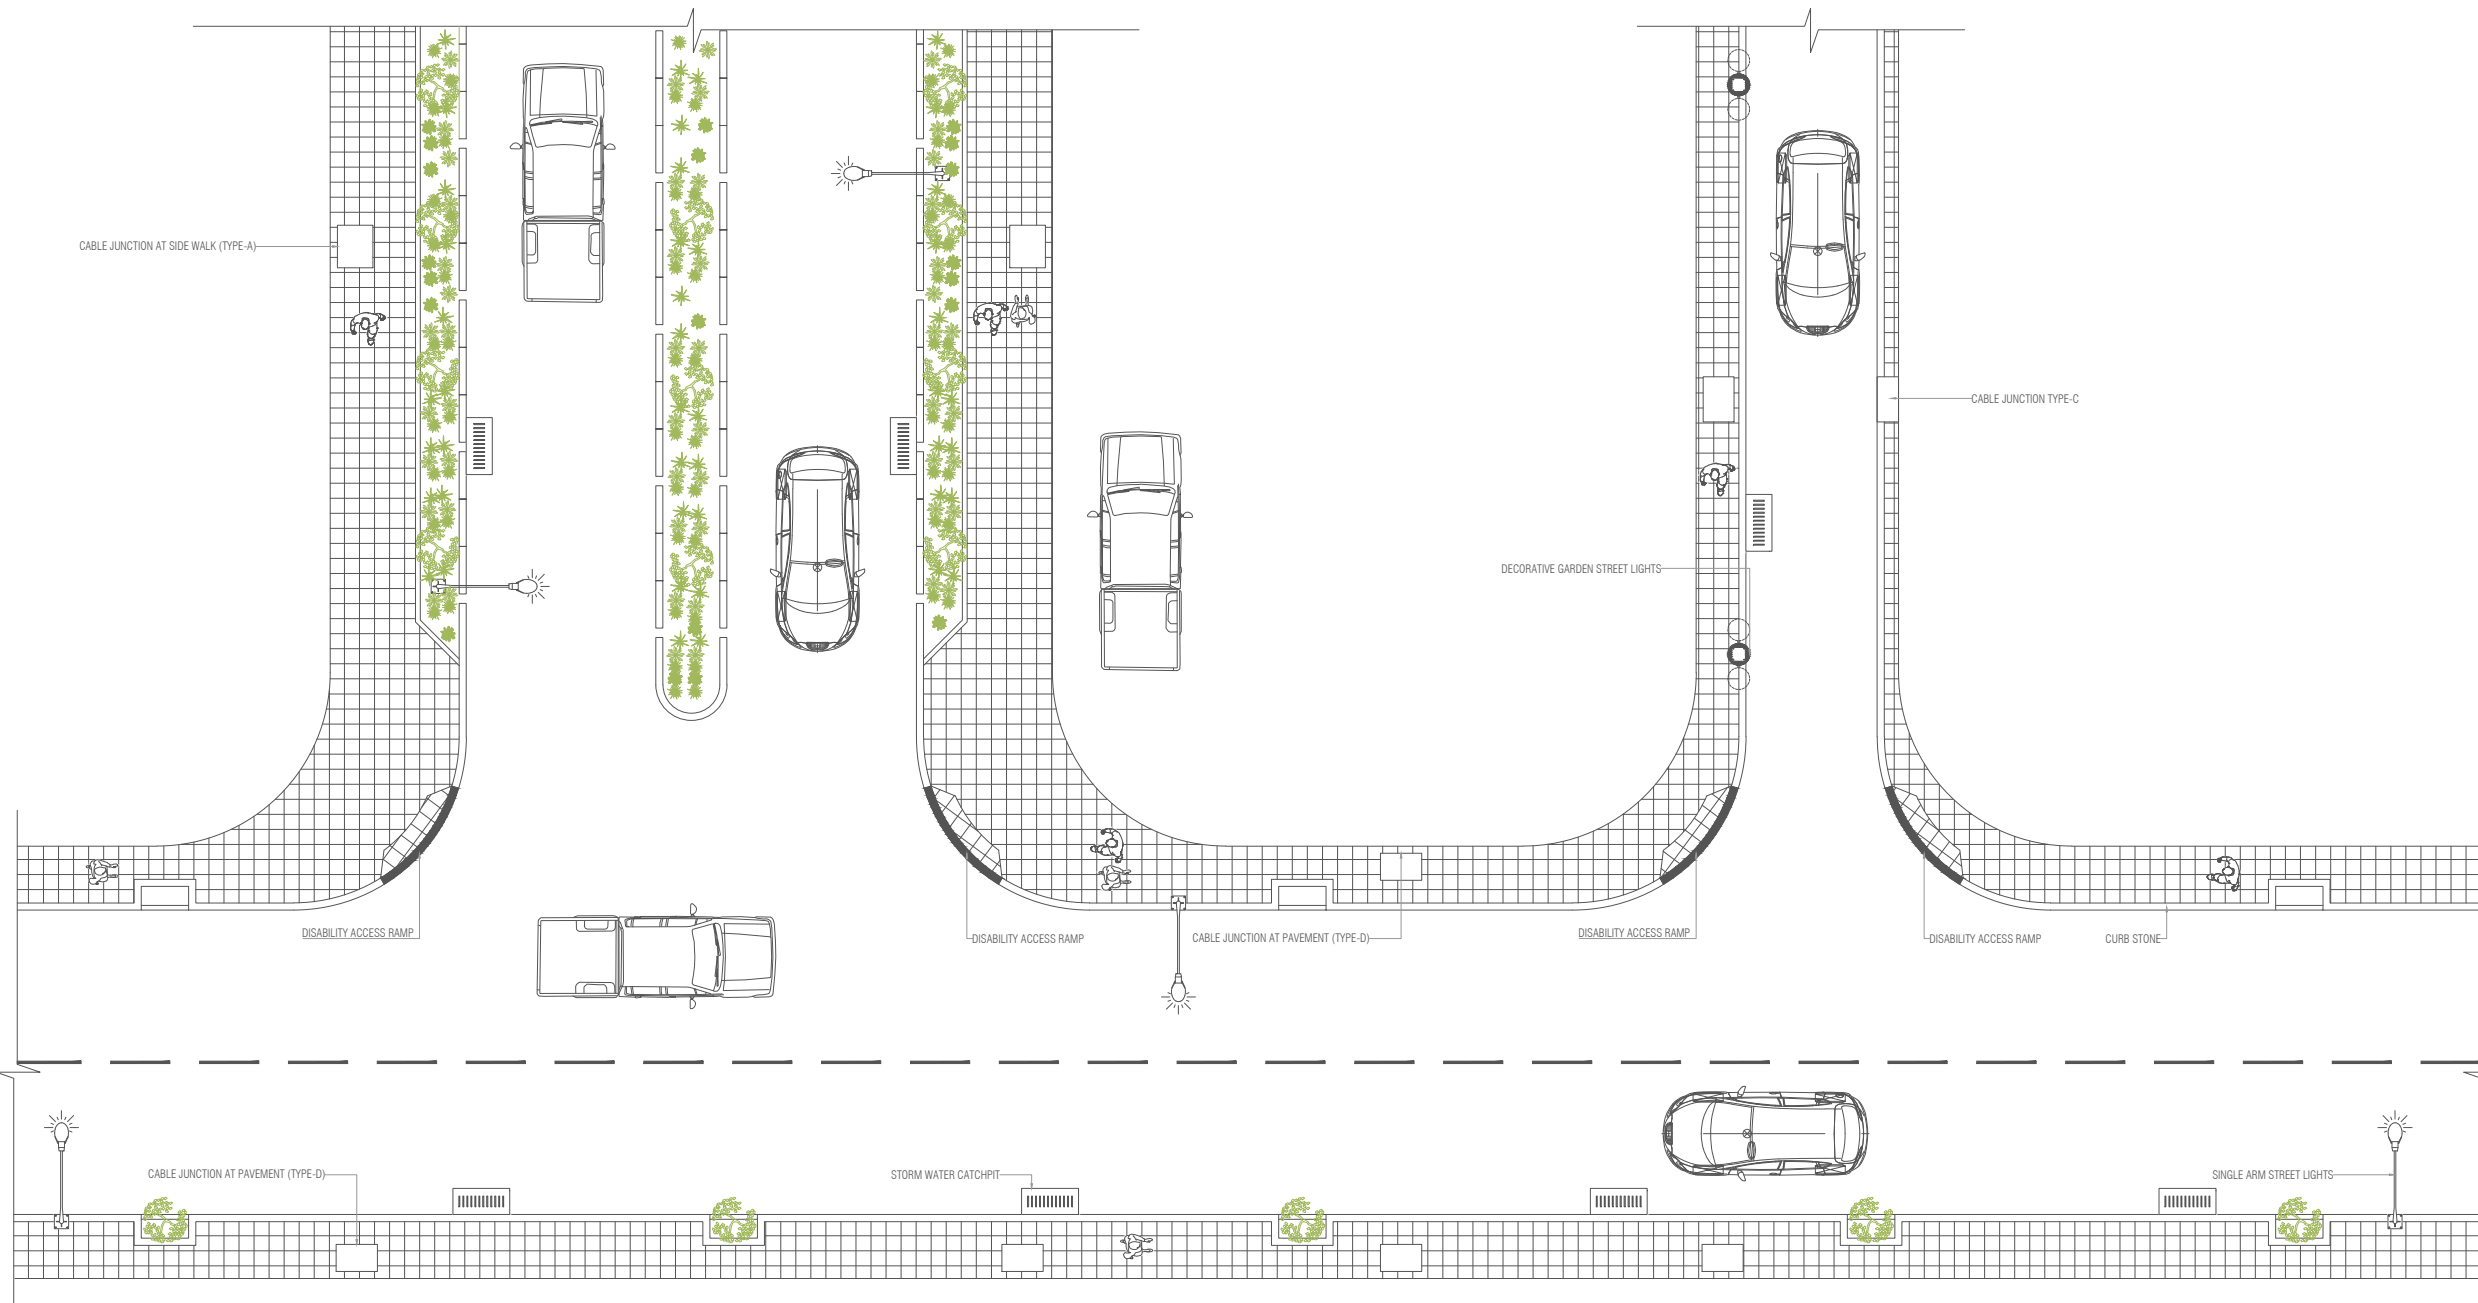 CABLE JUNCTION AT SIDE WALK (TYPE-A)
CABLE JUNCTION TYPE-C
DECORATIVE GARDEN STREET LIGHTS
DISABILITY ACCESS RAMP
DISABILITY ACCESS RAMP
CABLE JUNCTION AT PAVEMENT (TYPE-D)
DISABILITY ACCESS RAMP
DISABILITY ACCESS RAMP
CURB STONE
CABLE JUNCTION AT PAVEMENT (TYPE-D)
STORM WATER CATCHPIT
SINGLE ARM STREET LIGHTS